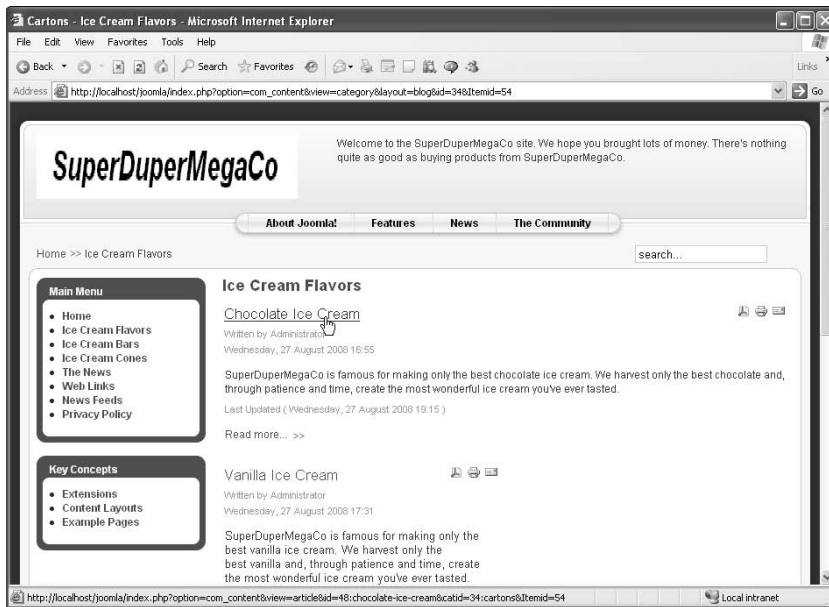 Cartons - Ice Cream Flavors - Microsoft Internet Explorer
File Edit View Favorites Tools Help
Back Search Favorites Links
Address http://localhost/joomla/index.php?option=com_content&view=category&layout=blog&id=34&Itemid=54 Go
SuperDuperMegaCo
Welcome to the SuperDuperMegaCo site. We hope you brought lots of money. There's nothing
quite as good as buying products from SuperDuperMegaCo.
About Joomla! Features News The Community
Home >> Ice Cream Flavors
search...
Main Menu
Home
Ice Cream Flavors
Ice Cream Bars
Ice Cream Cones
The News
Web Links
News Feeds
Privacy Policy
Key Concepts
Extensions
Content Layouts
Example Pages
Ice Cream Flavors
Chocolate Ice Cream
Written by Administrator
Wednesday, 27 August 2008 16:55
SuperDuperMegaCo is famous for making only the best chocolate ice cream. We harvest only the best chocolate and,
through patience and time, create the most wonderful ice cream you've ever tasted.
Last Updated ( Wednesday, 27 August 2008 19:15 )
Read more... >>
Vanilla Ice Cream
Written by Administrator
Wednesday, 27 August 2008 17:31
SuperDuperMegaCo is famous for making only the
best vanilla ice cream. We harvest only the
best vanilla and, through patience and time, create
the most wonderful ice cream you've ever tasted.
http://localhost/joomla/index.php?option=com_content&view=article&id=48:chocolate-ice-cream&catid=34:cartons&Itemid=54 Local intranet